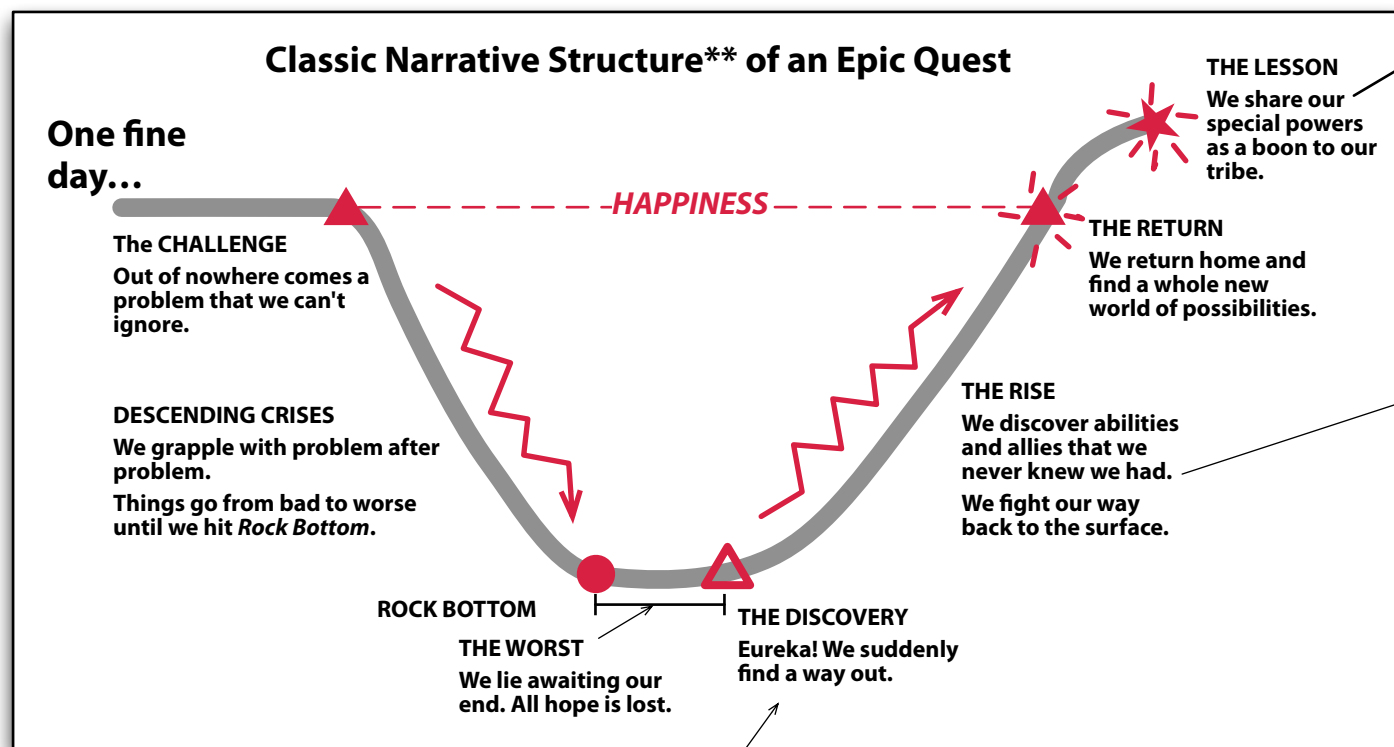 Classic Narrative Structure** of an Epic Quest
One fine
day…
HAPPINESS
The CHALLENGE
Out of nowhere comes a
problem that we can't
ignore.
DESCENDING CRISES
We grapple with problem after
problem.
Things go from bad to worse
until we hit Rock Bottom.
ROCK BOTTOM
THE WORST
We lie awaiting our
end. All hope is lost.
THE DISCOVERY
Eureka! We suddenly
find a way out.
THE RISE
We discover abilities
and allies that we
never knew we had.
We fight our way
back to the surface.
THE RETURN
We return home and
find a whole new
world of possibilities.
THE LESSON
We share our
special powers
as a boon to our
tribe.